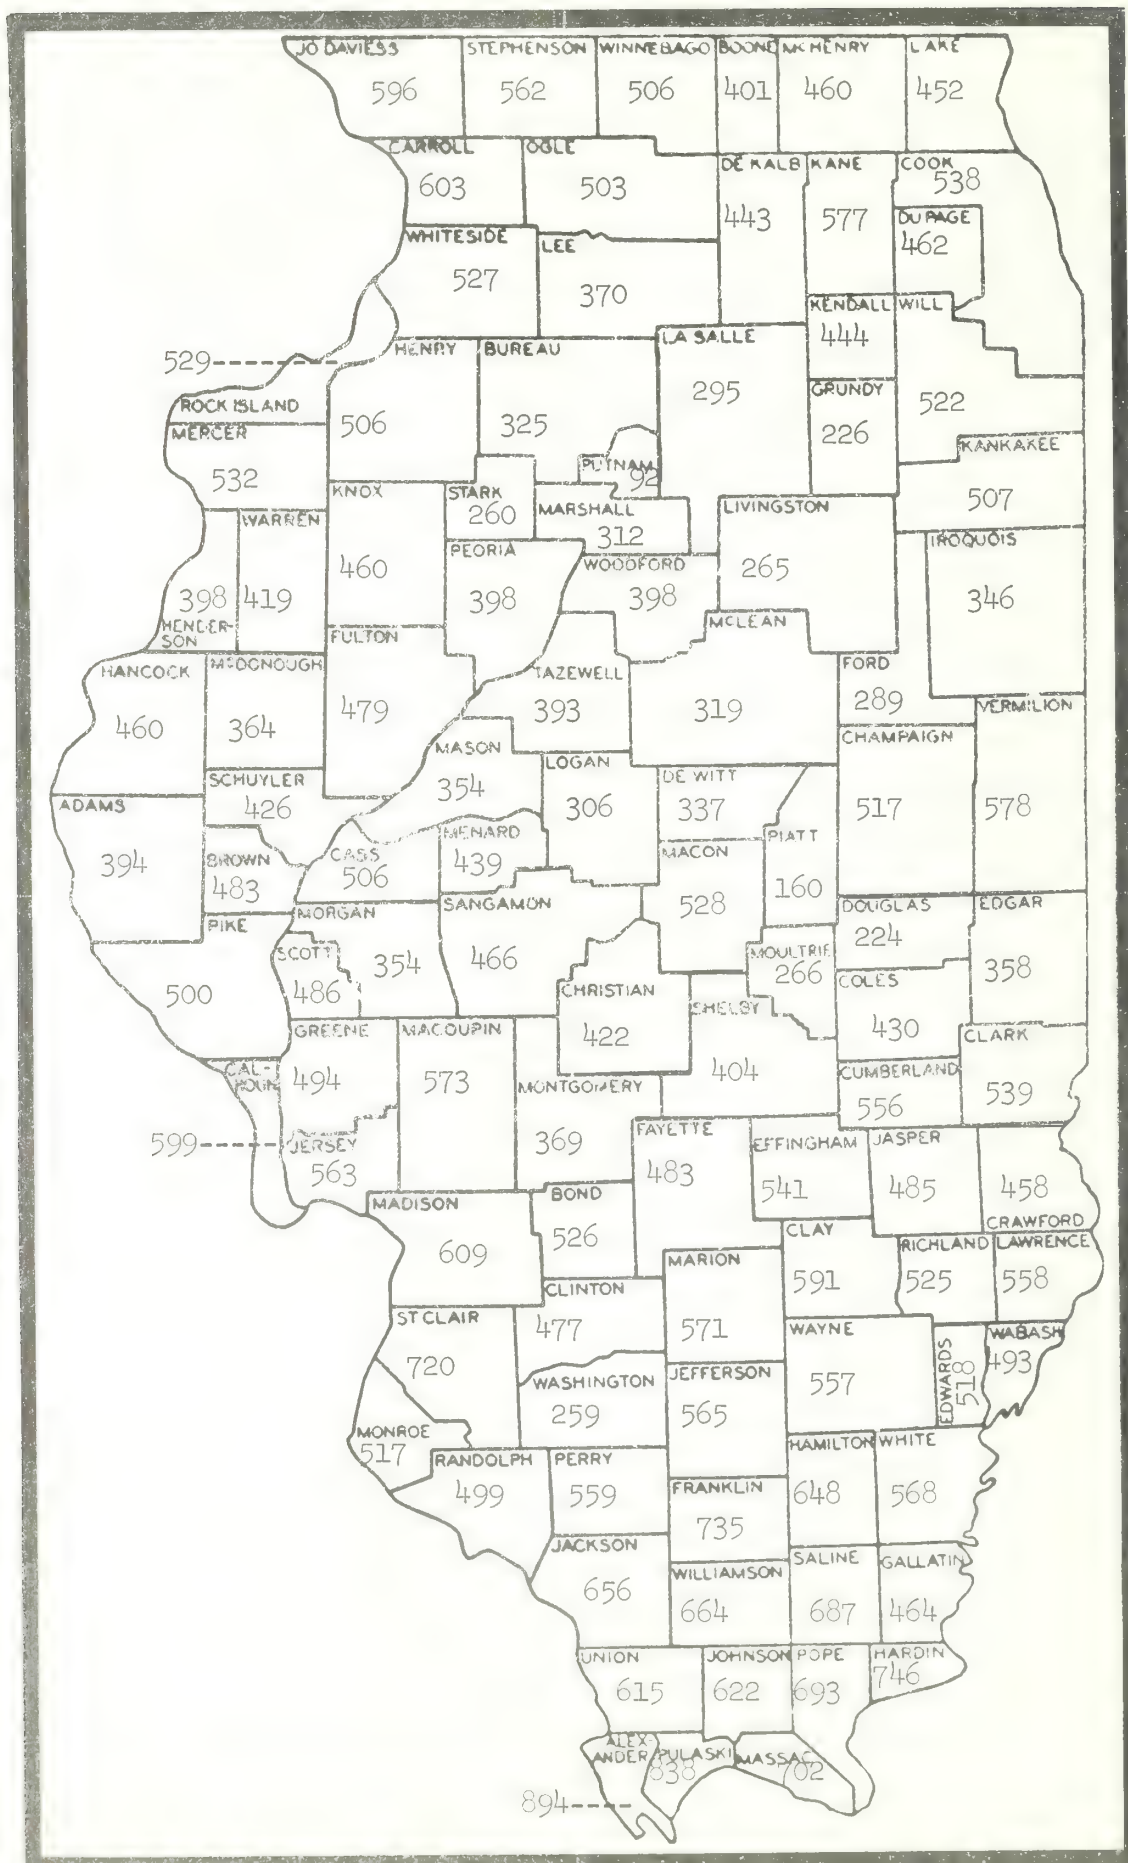 JO DAVIESS STEPHENSON WINNEBAGO BOONE MCHENRY LAKE
596 562 506 401 460 452
CARROLL OGLE
603 503
DE KALB KANE COOK
443 577 538
DU PAGE
462
WHITESIDE LEE
527 370
KENDALL WILL
444 522
529
ROCK ISLAND
HENRY BUREAU LA SALLE
506 325 295
GRUNDY
226
KANKAKEE
507
MERCER
532
PUTNAM
92
KNOX STARK MARSHALL LIVINGSTON
460 260 312 265
WARREN
419
398
HENDER-
SON
PEORIA WOODFORD IROQUOIS
398 398 346
FULTON MCLEAN
479 319
HANCOCK MCDONOUGH TAZEWELL FORD
460 364 393 289
VERMILION
578
MASON LOGAN DE WITT CHAMPAIGN
354 306 337 517
SCHUYLER
426
ADAMS
394
BROWN CASS MENARD MACON PIATT
483 506 439 528 160
PIKE MORGAN SANGAMON DOUGLAS EDGAR
500 354 466 224 358
SCOTT MOULTRIE
486 266
CHRISTIAN SHELBY COLES
422 404 430
GREENE MACOUPIN CLARK
494 573 539
CAL-
HOUN
599
MONTGOMERY CUMBERLAND
369 556
JERSEY
563
FAYETTE EFFINGHAM JASPER
483 541 485
458
CRAWFORD
MADISON BOND
609 526
CLAY RICHLAND LAWRENCE
591 525 558
MARION
571
CLINTON
477
ST CLAIR
720
WAYNE EDWARDS WABASH
557 518 493
WASHINGTON JEFFERSON
259 565
MONROE
517
RANDOLPH PERRY
499 559
HAMILTON WHITE
648 568
FRANKLIN
735
JACKSON WILLIAMSON SALINE GALLATIN
656 664 687 464
UNION JOHNSON POPE HARDIN
615 622 693 746
ALEX-
ANDER PULASKI MASSAC
838 702
894